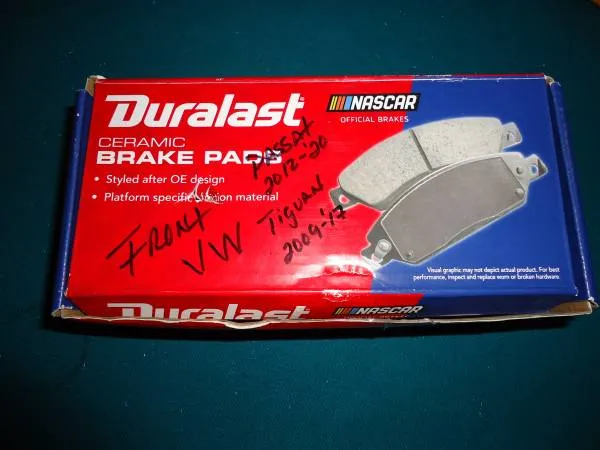 Duralast
NASCAR
OFFICIAL BRAKES
CERAMIC
BRAKE PADS
• Styled after OE design
• Platform specific friction material
PASSAT
2012-'20
FRONT
VW
TIGUAN
2009-'17
Visual graphic may not depict actual product. For best
performance, inspect and replace worn or broken hardware.
Duralast
NASCAR